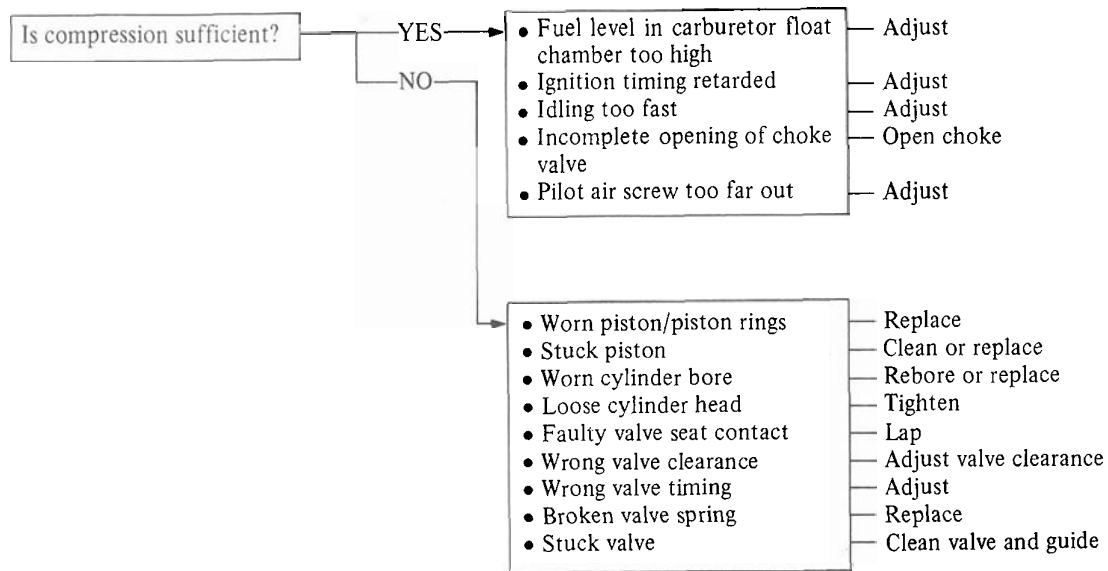 Is compression sufficient?
YES
• Fuel level in carburetor float chamber too high
Adjust
• Ignition timing retarded
Adjust
• Idling too fast
Adjust
• Incomplete opening of choke valve
Open choke
• Pilot air screw too far out
Adjust
NO
• Worn piston/piston rings
Replace
• Stuck piston
Clean or replace
• Worn cylinder bore
Rebore or replace
• Loose cylinder head
Tighten
• Faulty valve seat contact
Lap
• Wrong valve clearance
Adjust valve clearance
• Wrong valve timing
Adjust
• Broken valve spring
Replace
• Stuck valve
Clean valve and guide